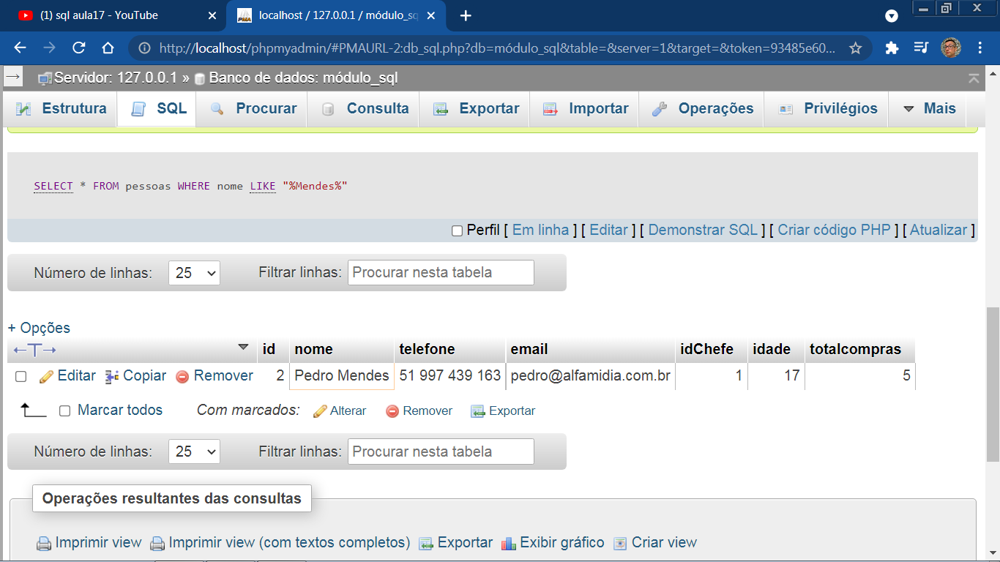 (1) sql aula17 - YouTube
localhost / 127.0.0.1 / módulo_sq
http://localhost/phpmyadmin/#PMAURL-2:db_sql.php?db=módulo_sql&table=&server=1&target=&token=93485e60...
Servidor: 127.0.0.1 » Banco de dados: módulo_sql
Estrutura SQL Procurar Consulta Exportar Importar Operações Privilégios Mais
SELECT * FROM pessoas WHERE nome LIKE "%Mendes%"
Perfil [ Em linha ] [ Editar ] [ Demonstrar SQL ] [ Criar código PHP ] [ Atualizar ]
Número de linhas: 25 Filtrar linhas: Procurar nesta tabela
+ Opções
←T→ id nome telefone email idChefe idade totalcompras
Editar Copiar Remover 2 Pedro Mendes 51 997 439 163 pedro@alfamidia.com.br 1 17 5
Marcar todos Com marcados: Alterar Remover Exportar
Número de linhas: 25 Filtrar linhas: Procurar nesta tabela
Operações resultantes das consultas
Imprimir view Imprimir view (com textos completos) Exportar Exibir gráfico Criar view